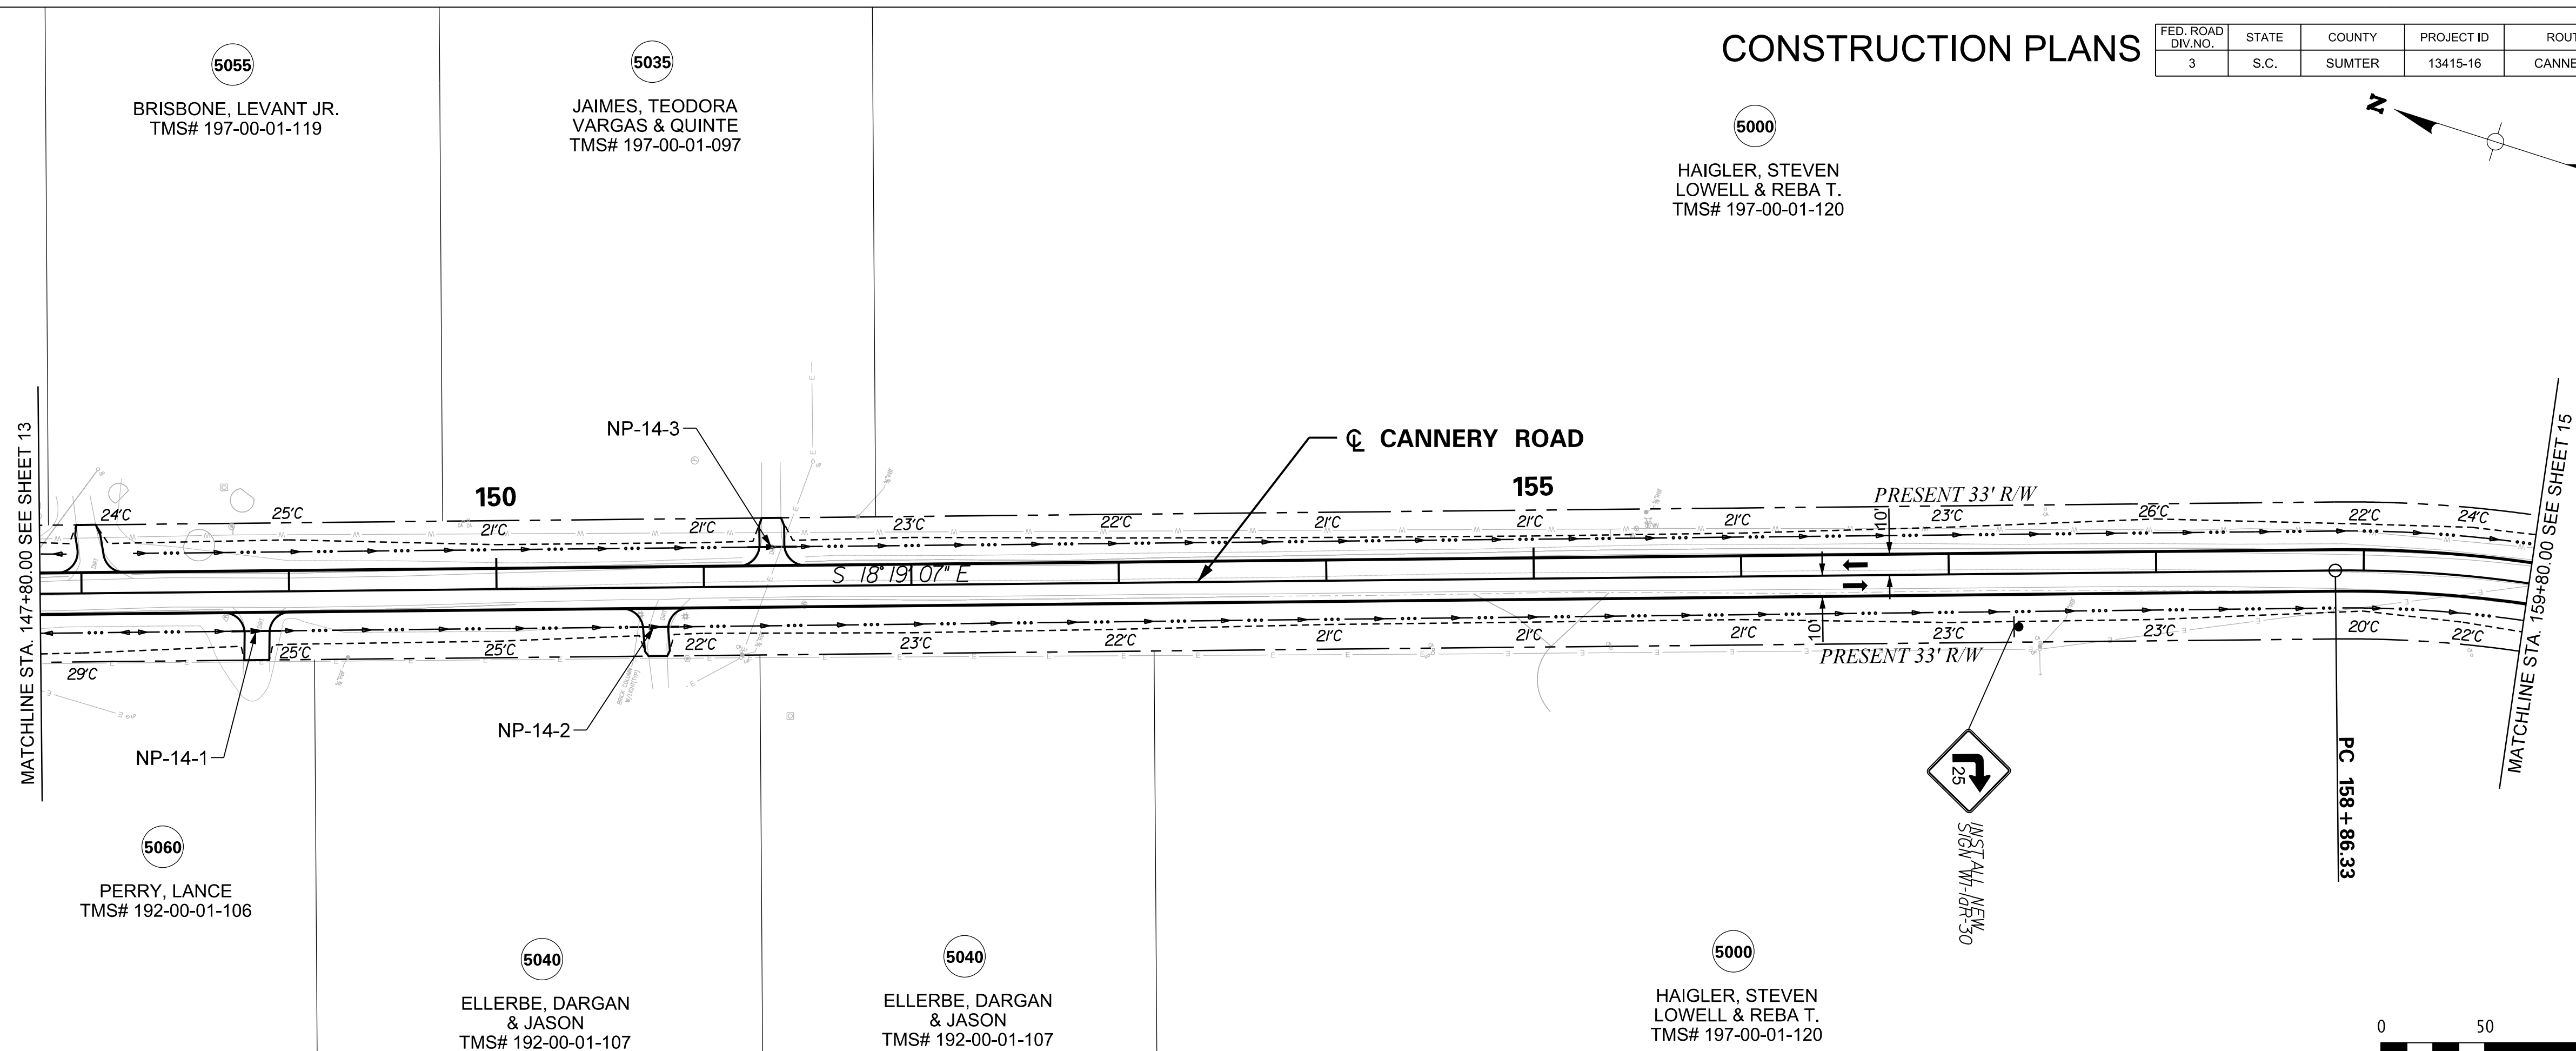 CONSTRUCTION PLANS
FED. ROAD DIV.NO. STATE COUNTY PROJECT ID
3 S.C. SUMTER 13415-16
N
5055
BRISBONE, LEVANT JR.
TMS# 197-00-01-119
5035
JAIMES, TEODORA
VARGAS & QUINTE
TMS# 197-00-01-097
5000
HAIGLER, STEVEN
LOWELL & REBA T.
TMS# 197-00-01-120
MATCHLINE STA. 147+80.00 SEE SHEET 13
NP-14-3
℄ CANNERY ROAD
150
155
PRESENT 33' R/W
24'C 25'C 21'C 21'C 23'C 22'C 21'C 21'C 21'C 23'C 26'C 22'C 24'C
10'
S 18° 19' 07" E
10'
29'C 25'C 25'C 22'C 23'C 22'C 21'C 21'C 21'C 23'C 23'C 20'C 22'C
PRESENT 33' R/W
BRICK COLUMN
W/LIGHT(TYP)
NP-14-2
NP-14-1
25
INSTALL NEW
SIGN W1-1aR-30
PC 158+86.33
MATCHLINE STA. 159+80.00 SEE SHEET 15
5060
PERRY, LANCE
TMS# 192-00-01-106
5040
ELLERBE, DARGAN
& JASON
TMS# 192-00-01-107
5040
ELLERBE, DARGAN
& JASON
TMS# 192-00-01-107
5000
HAIGLER, STEVEN
LOWELL & REBA T.
TMS# 197-00-01-120
0 50